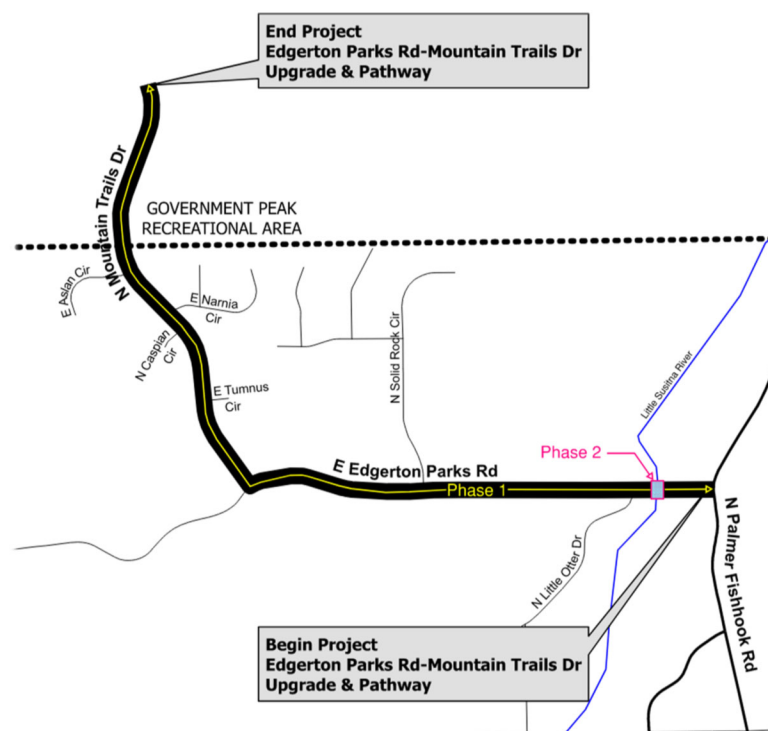 End Project
Edgerton Parks Rd-Mountain Trails Dr
Upgrade & Pathway
N Mountain Trails Dr
GOVERNMENT PEAK
RECREATIONAL AREA
E Aslan Cir
E Narnia
Cir
N Caspian
Cir
N Solid Rock Cir
Little Susitna River
E Tumnus
Cir
Phase 2
E Edgerton Parks Rd
Phase 1
N Little Otter Dr
N Palmer Fishhook Rd
Begin Project
Edgerton Parks Rd-Mountain Trails Dr
Upgrade & Pathway